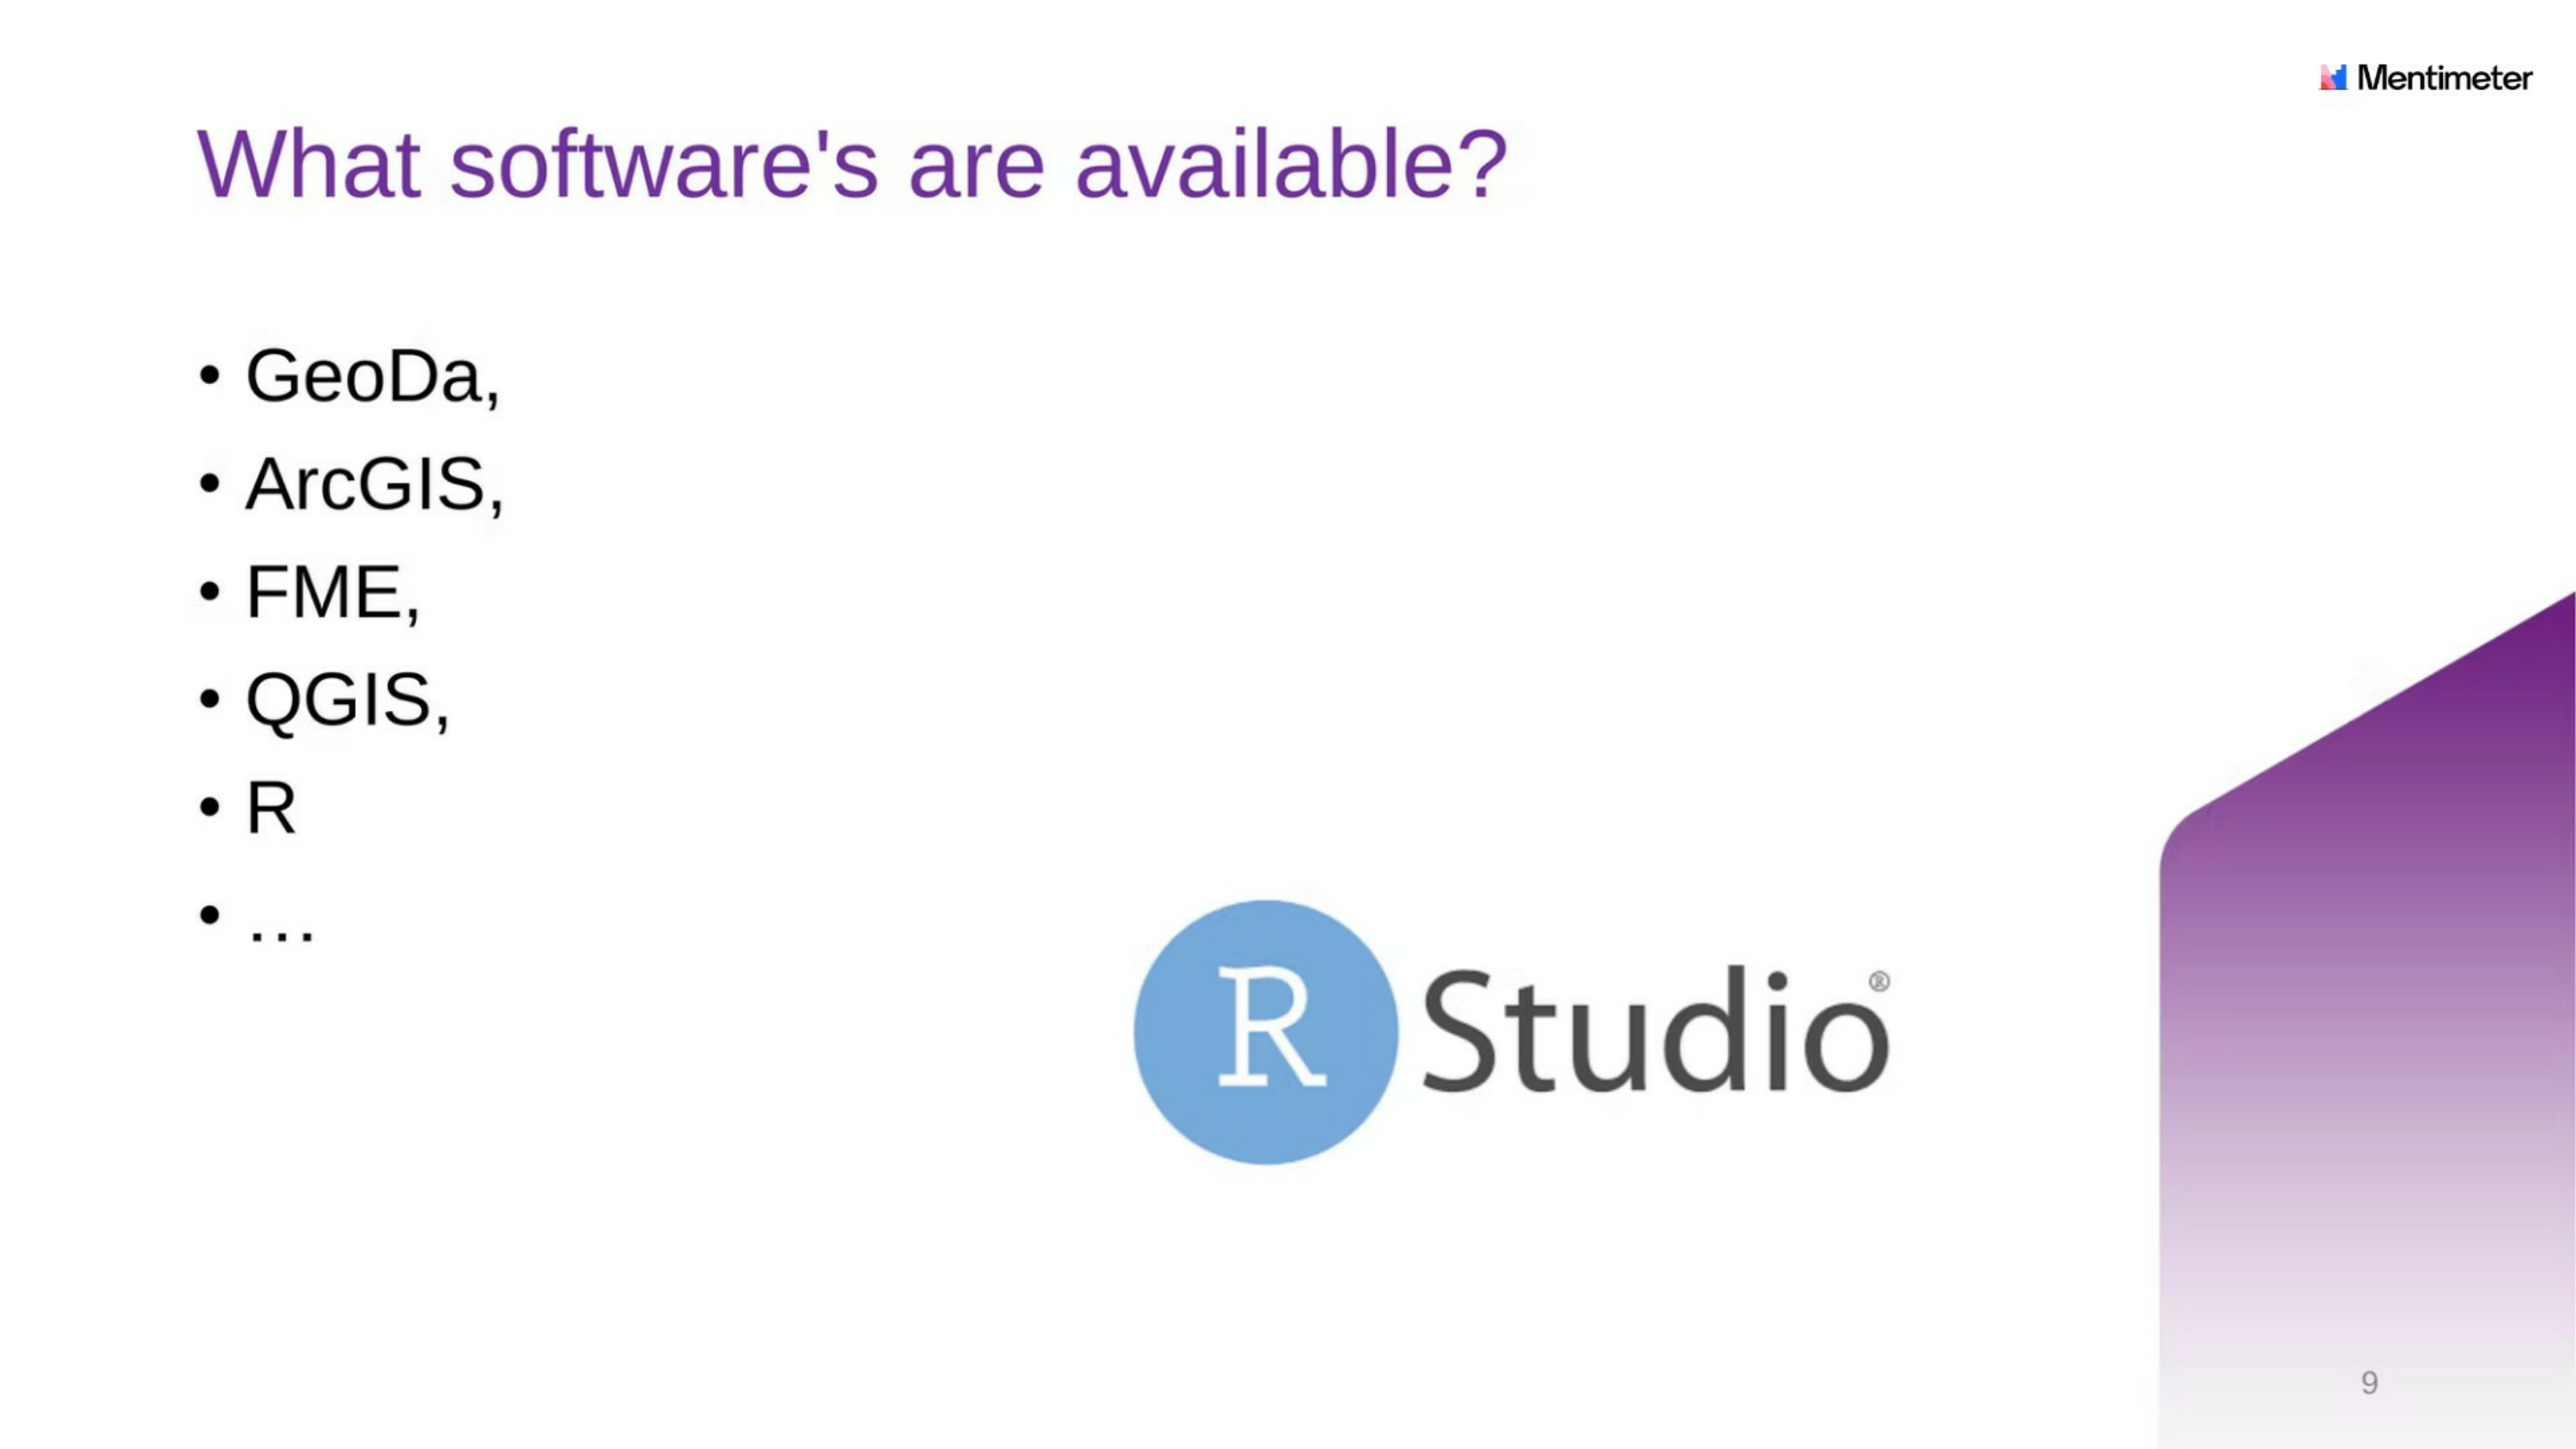 Mentimeter
What software's are available?
• GeoDa,
• ArcGIS,
• FME,
• QGIS,
• R
• …
R Studio®
9